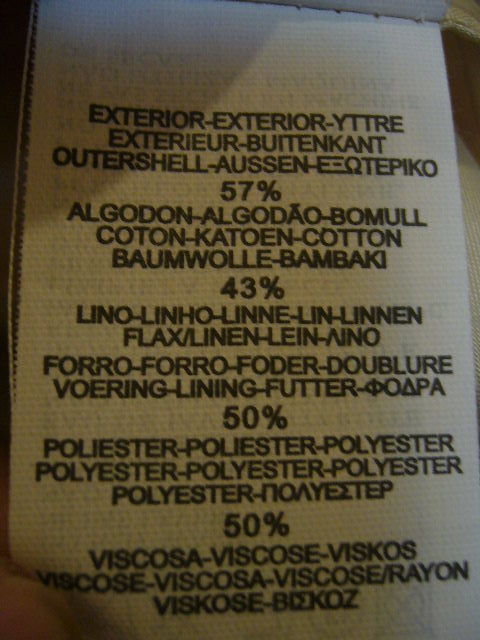 EXTERIOR-EXTERIOR-YTTRE
EXTERIEUR-BUITENKANT
OUTERSHELL-AUSSEN-ΕΞΩΤΕΡΙΚΟ
57%
ALGODON-ALGODÃO-BOMULL
COTON-KATOEN-COTTON
BAUMWOLLE-BAMBAKI
43%
LINO-LINHO-LINNE-LIN-LINNEN
FLAX/LINEN-LEIN-ΛΙΝΟ
FORRO-FORRO-FODER-DOUBLURE
VOERING-LINING-FUTTER-ΦΟΔΡΑ
50%
POLIESTER-POLIESTER-POLYESTER
POLYESTER-POLYESTER-POLYESTER
POLYESTER-ΠΟΛΥΕΣΤΕΡ
50%
VISCOSA-VISCOSE-VISKOS
VISCOSE-VISCOSA-VISCOSE/RAYON
VISKOSE-ΒΙΣΚΟΖ